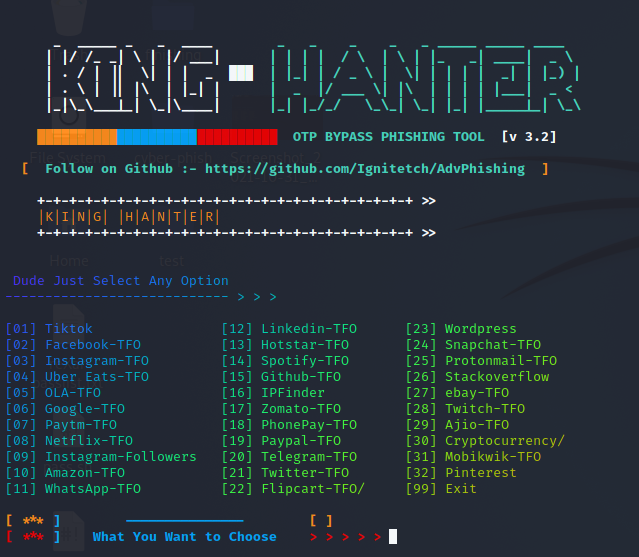 KING-HANTER
OTP BYPASS PHISHING TOOL [v 3.2]
[ Follow on Github :- https://github.com/Ignitetch/AdvPhishing ]
+-+-+-+-+-+-+-+-+-+-+-+-+-+-+-+-+-+-+-+-+-+-+-+ >>
|K|I|N|G| |H|A|N|T|E|R|
+-+-+-+-+-+-+-+-+-+-+-+-+-+-+-+-+-+-+-+-+-+-+-+ >>
Home test
Dude Just Select Any Option
---------------------------- > > >
[01] Tiktok [12] Linkedin-TFO [23] Wordpress
[02] Facebook-TFO [13] Hotstar-TFO [24] Snapchat-TFO
[03] Instagram-TFO [14] Spotify-TFO [25] Protonmail-TFO
[04] Uber Eats-TFO [15] Github-TFO [26] Stackoverflow
[05] OLA-TFO [16] IPFinder [27] ebay-TFO
[06] Google-TFO [17] Zomato-TFO [28] Twitch-TFO
[07] Paytm-TFO [18] PhonePay-TFO [29] Ajio-TFO
[08] Netflix-TFO [19] Paypal-TFO [30] Cryptocurrency/
[09] Instagram-Followers [20] Telegram-TFO [31] Mobikwik-TFO
[10] Amazon-TFO [21] Twitter-TFO [32] Pinterest
[11] WhatsApp-TFO [22] Flipcart-TFO/ [99] Exit
[ *** ] [ ]
[ *** ] What You Want to Choose > > > > >